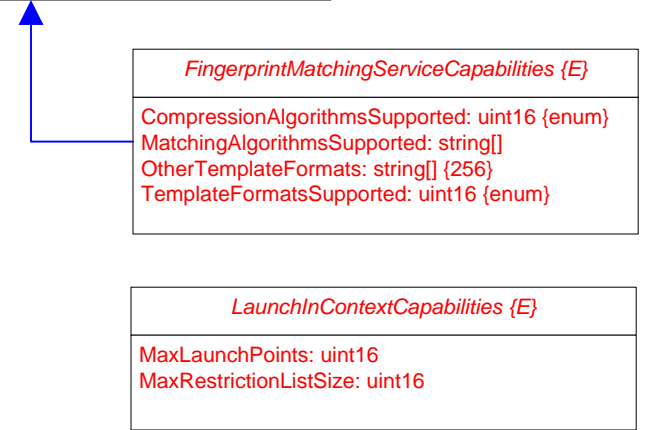 FingerprintMatchingServiceCapabilities {E}
CompressionAlgorithmsSupported: uint16 {enum}
MatchingAlgorithmsSupported: string[]
OtherTemplateFormats: string[] {256}
TemplateFormatsSupported: uint16 {enum}
LaunchInContextCapabilities {E}
MaxLaunchPoints: uint16
MaxRestrictionListSize: uint16